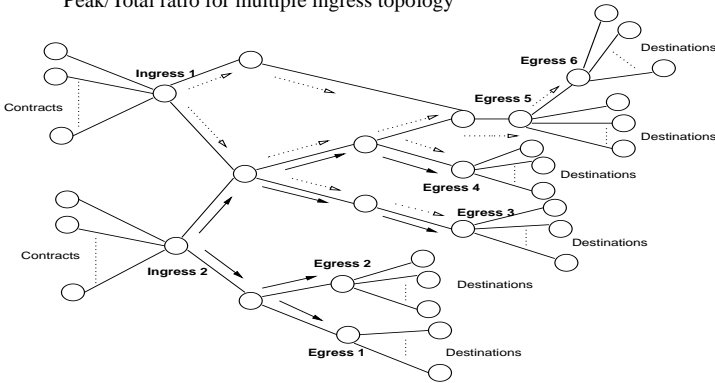 Peak/Total ratio for multiple ingress topology
Destinations
Egress 6
Ingress 1
Egress 5
Contracts
Destinations
Destinations
Egress 4
Egress 3
Destinations
Contracts
Egress 2
Ingress 2
Destinations
Egress 1
Destinations